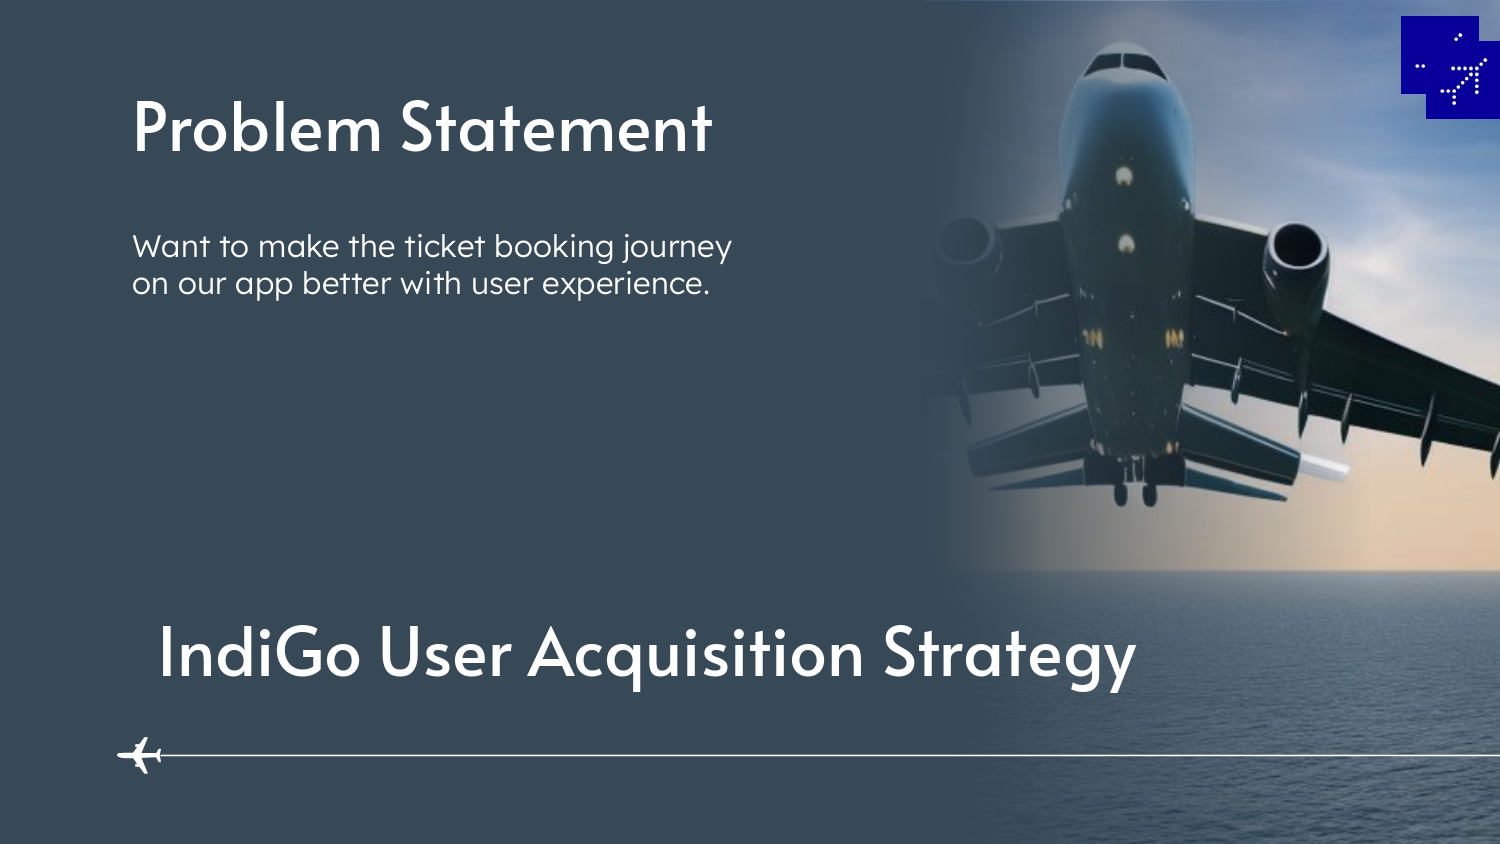 Problem Statement
Want to make the ticket booking journey
on our app better with user experience.
IndiGo User Acquisition Strategy